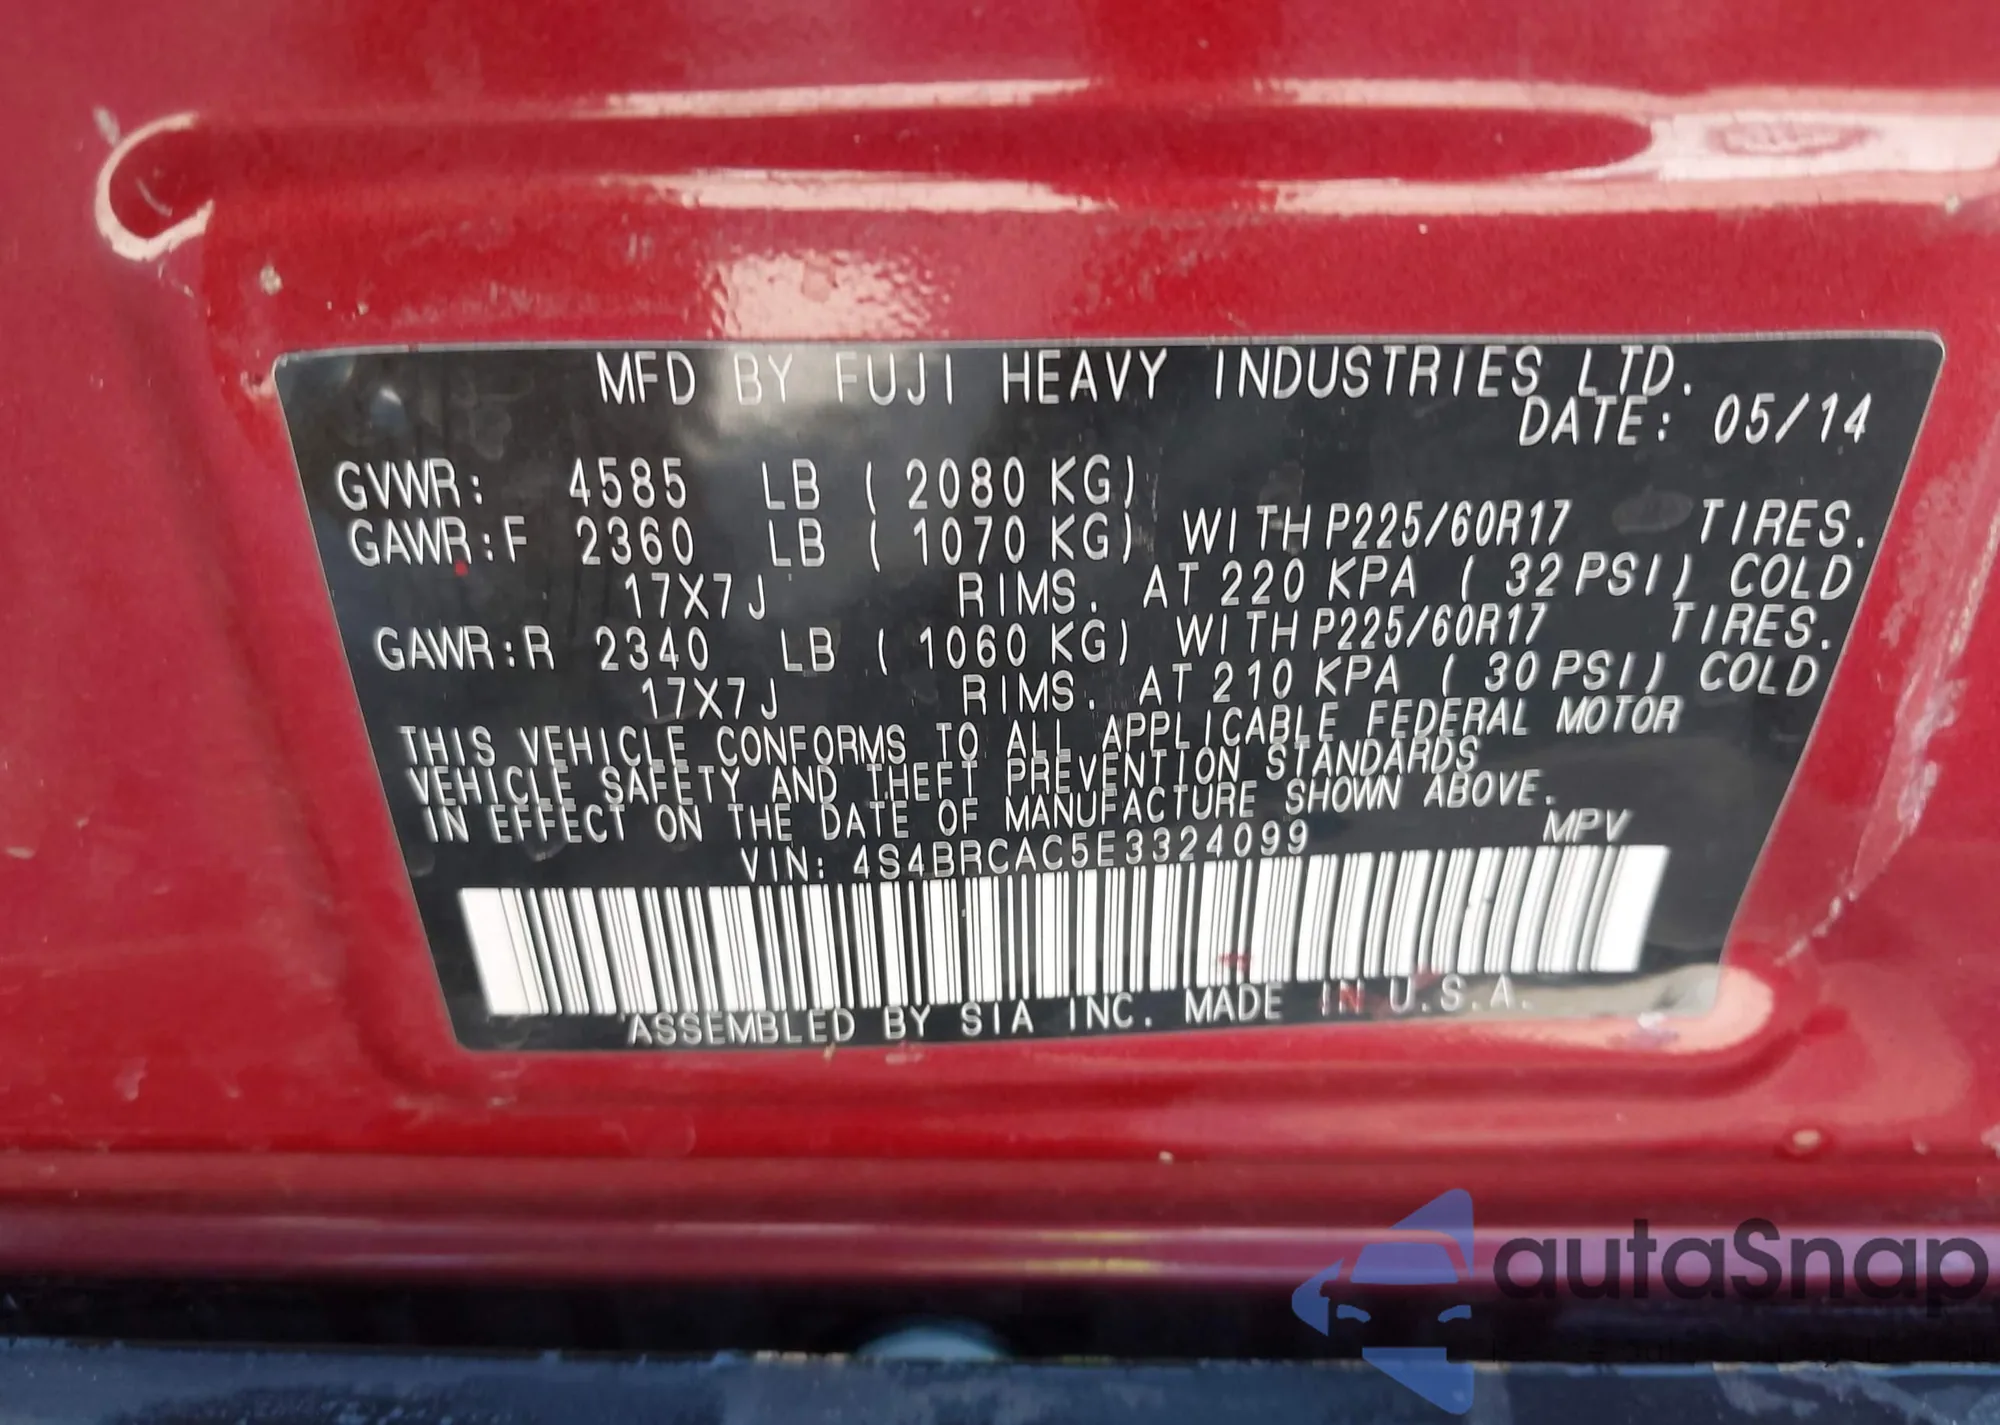 MFD BY FUJI HEAVY INDUSTRIES LTD.
DATE: 05/14
GVWR: 4585 LB ( 2080 KG)
GAWR:F 2360 LB ( 1070 KG) WITH P225/60R17 TIRES.
17X7J RIMS. AT 220 KPA ( 32 PSI) COLD
GAWR:R 2340 LB ( 1060 KG) WITH P225/60R17 TIRES.
17X7J RIMS. AT 210 KPA ( 30 PSI) COLD
THIS VEHICLE CONFORMS TO ALL APPLICABLE FEDERAL MOTOR
VEHICLE SAFETY AND THEFT PREVENTION STANDARDS
IN EFFECT ON THE DATE OF MANUFACTURE SHOWN ABOVE.
VIN: 4S4BRCAC5E3324099 MPV
ASSEMBLED BY SIA INC. MADE IN U.S.A.
autaSnap